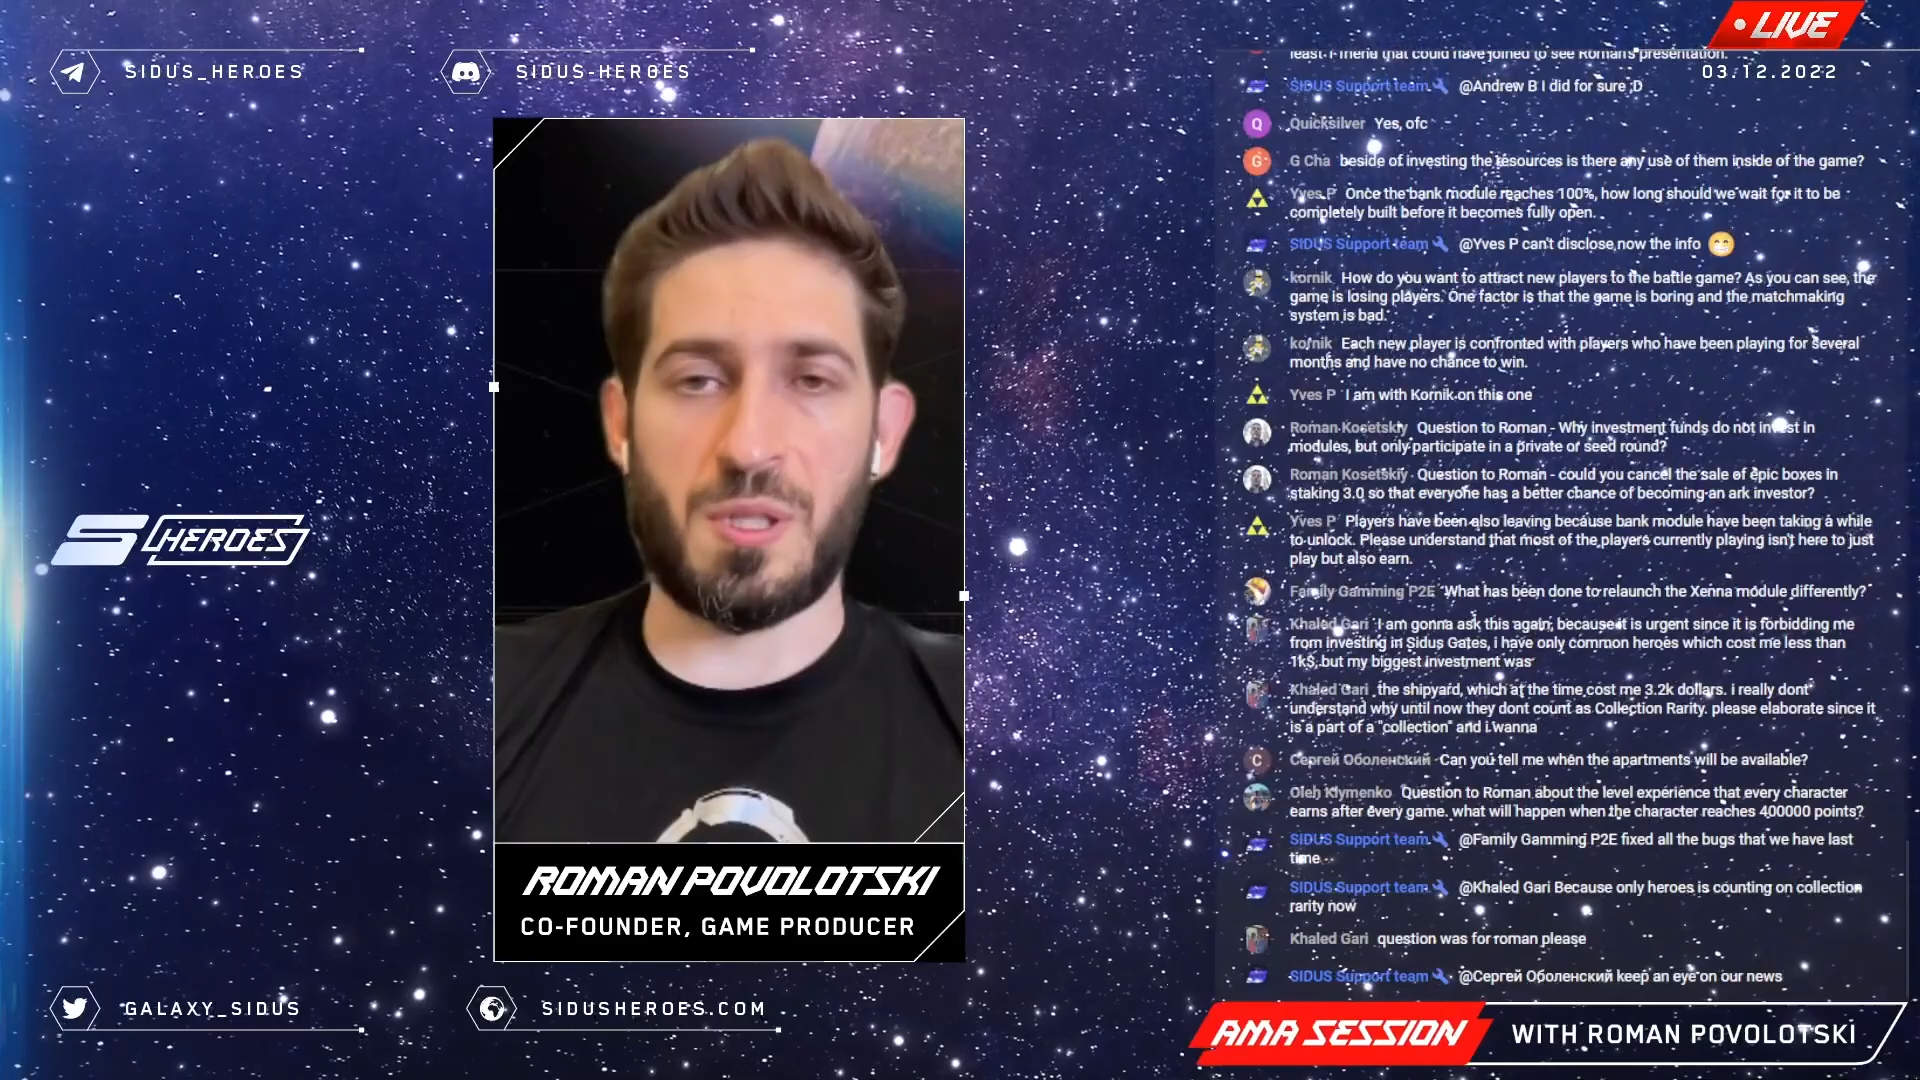 SIDUS_HEROES
SIDUS-HEROES
LIVE
03.12.2022
HEROES
ROMAN POVOLOTSKI
CO-FOUNDER, GAME PRODUCER
GALAXY_SIDUS
SIDUSHEROES.COM
least 1 friend that could have joined to see Roman's presentation.
SIDUS Support team @Andrew B I did for sure ;D
Q
Quicksilver Yes, ofc
G
G Cha beside of investing the resources is there any use of them inside of the game?
Yves P Once the bank module reaches 100%, how long should we wait for it to be
completely built before it becomes fully open.
SIDUS Support team @Yves P can't disclose now the info 😁
kornik How do you want to attract new players to the battle game? As you can see, the
game is losing players. One factor is that the game is boring and the matchmaking
system is bad.
kornik Each new player is confronted with players who have been playing for several
months and have no chance to win.
Yves P I am with Kornik on this one
Roman Kosetskiy Question to Roman - Why investment funds do not invest in
modules, but only participate in a private or seed round?
Roman Kosetskiy Question to Roman - could you cancel the sale of epic boxes in
staking 3.0 so that everyone has a better chance of becoming an ark investor?
Yves P Players have been also leaving because bank module have been taking a while
to unlock. Please understand that most of the players currently playing isn't here to just
play but also earn.
Family Gamming P2E What has been done to relaunch the Xenna module differently?
Khaled Gari I am gonna ask this again, because it is urgent since it is forbidding me
from investing in Sidus Gates, i have only common heroes which cost me less than
1k$, but my biggest investment was
Khaled Gari the shipyard, which at the time cost me 3.2k dollars. i really dont
understand why until now they dont count as Collection Rarity. please elaborate since it
is a part of a "collection" and i wanna
С
Сергей Оболенский Can you tell me when the apartments will be available?
Oleh Klymenko Question to Roman about the level experience that every character
earns after every game. what will happen when the character reaches 400000 points?
SIDUS Support team @Family Gamming P2E fixed all the bugs that we have last
time
SIDUS Support team @Khaled Gari Because only heroes is counting on collection
rarity now
Khaled Gari question was for roman please
SIDUS Support team @Сергей Оболенский keep an eye on our news
AMA SESSION
WITH ROMAN POVOLOTSKI